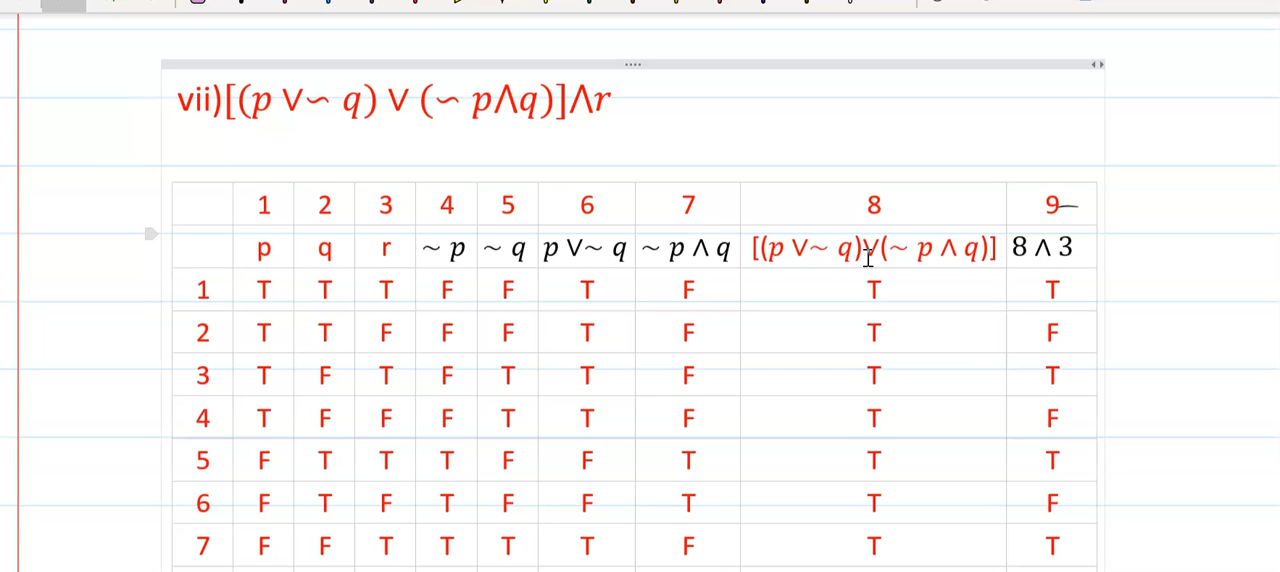 vii)[(p ∨∽ q) ∨ (∽ p∧q)]∧r
1 2 3 4 5 6 7 8 9
p q r ~ p ~ q p ∨~ q ~ p ∧ q [(p ∨~ q)∨(~ p ∧ q)] 8 ∧ 3
1 T T T F F T F T T
2 T T F F F T F T F
3 T F T F T T F T T
4 T F F F T T F T F
5 F T T T F F T T T
6 F T F T F F T T F
7 F F T T T T F T T